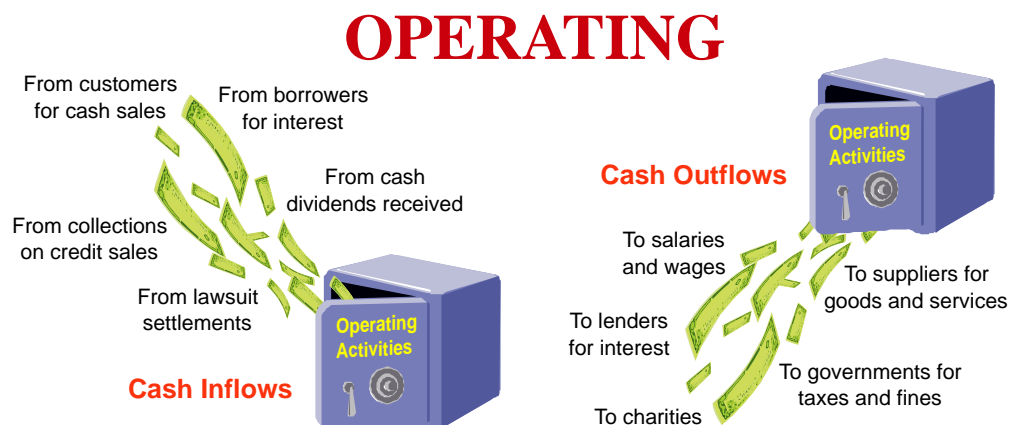 OPERATING
From customers
for cash sales
From borrowers
for interest
From cash
dividends received
From collections
on credit sales
From lawsuit
settlements
Operating
Activities
Cash Inflows
Operating
Activities
Cash Outflows
To salaries
and wages
To suppliers for
goods and services
To lenders
for interest
To governments for
taxes and fines
To charities